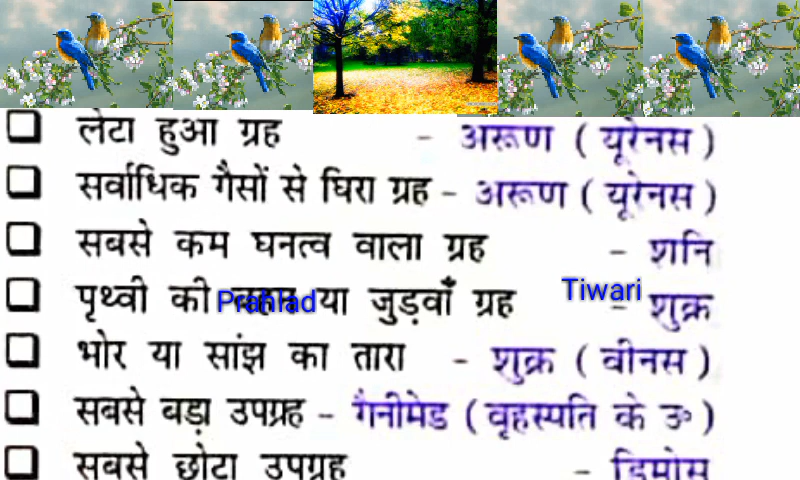 लेटा हुआ ग्रह - अरूण ( यूरेनस )
सर्वाधिक गैसों से घिरा ग्रह - अरूण ( यूरेनस )
सबसे कम घनत्व वाला ग्रह - शनि
पृथ्वी की बहन या जुड़वाँ ग्रह - शुक्र
Prahlad Tiwari
भोर या सांझ का तारा - शुक्र ( वीनस )
सबसे बड़ा उपग्रह - गैनीमेड ( वृहस्पति के उ॰ )
सबसे छोटा उपग्रह - डिमोस